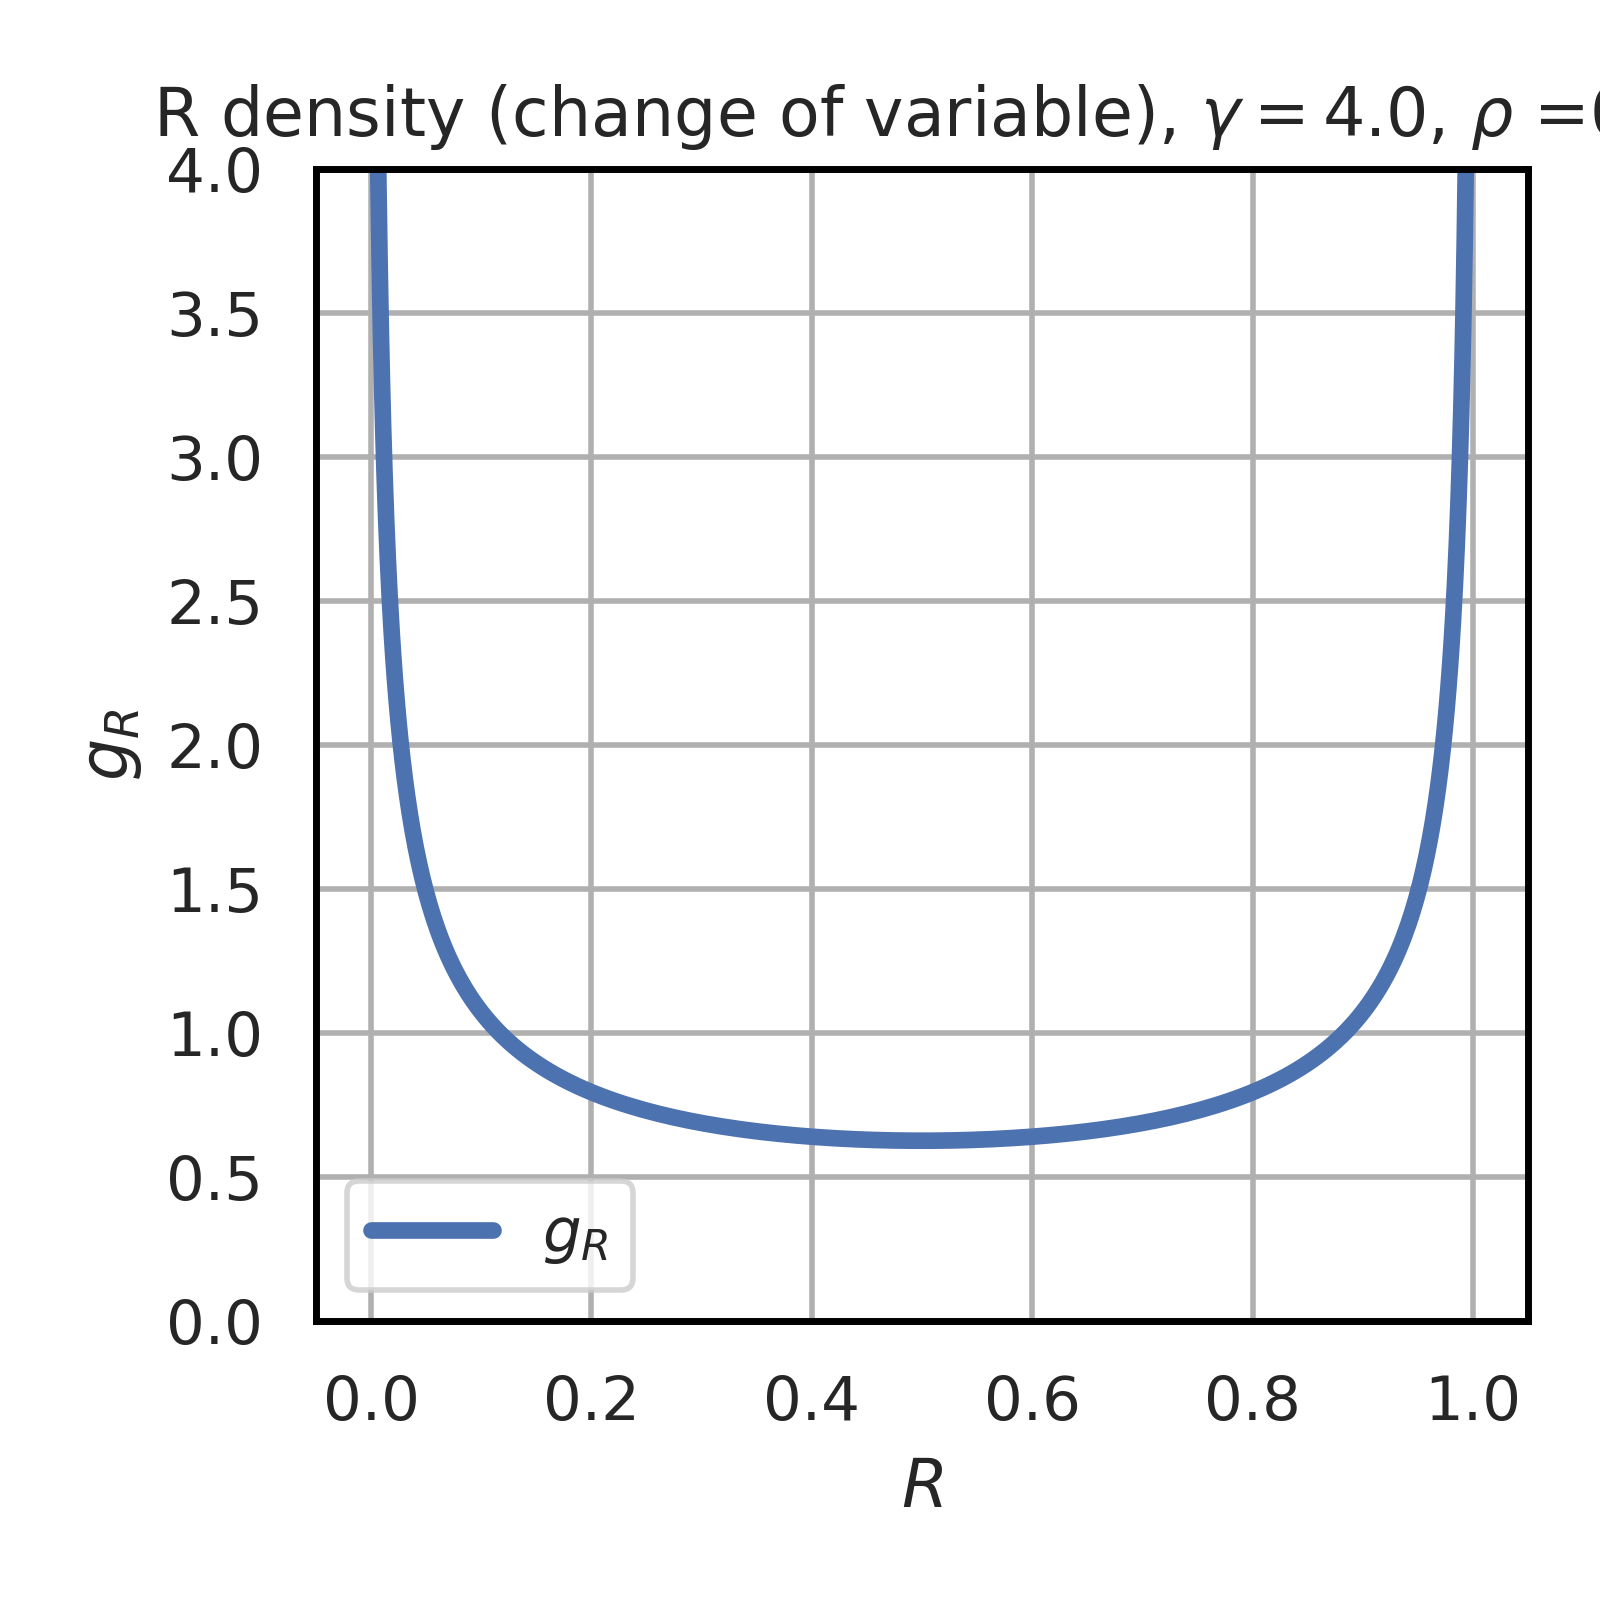 R density (change of variable), γ = 4.0, ρ =
4.0
3.5
3.0
2.5
2.0
1.5
1.0
0.5
0.0
g_R
g_R
0.0 0.2 0.4 0.6 0.8 1.0
R